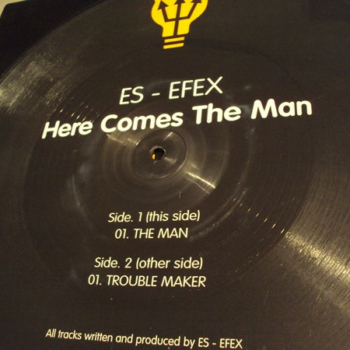 ES - EFEX
Here Comes The Man
Side. 1 (this side)
01. THE MAN
Side. 2 (other side)
01. TROUBLE MAKER
All tracks written and produced by ES - EFEX